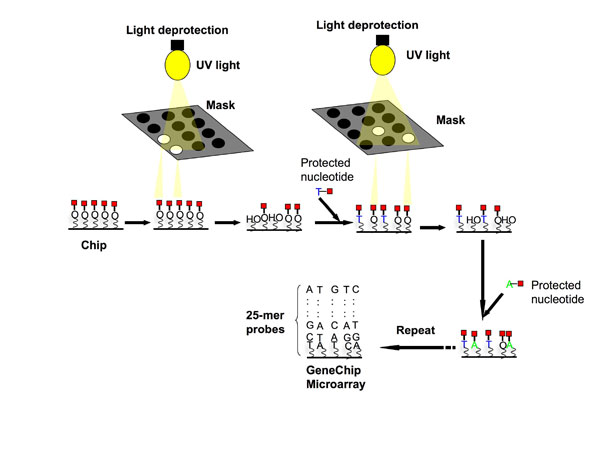 Light deprotection
UV light
Mask
Light deprotection
UV light
Mask
Protected
nucleotide
T
O O O O O
O O O O O
HO O HO O O
T O T O O
T HO T O HO
Chip
A
Protected
nucleotide
T A T O A
Repeat
25-mer
probes
A T G T C
: : : : :
: : : : :
G A C A T
C T A G G
T A T C A
GeneChip
Microarray